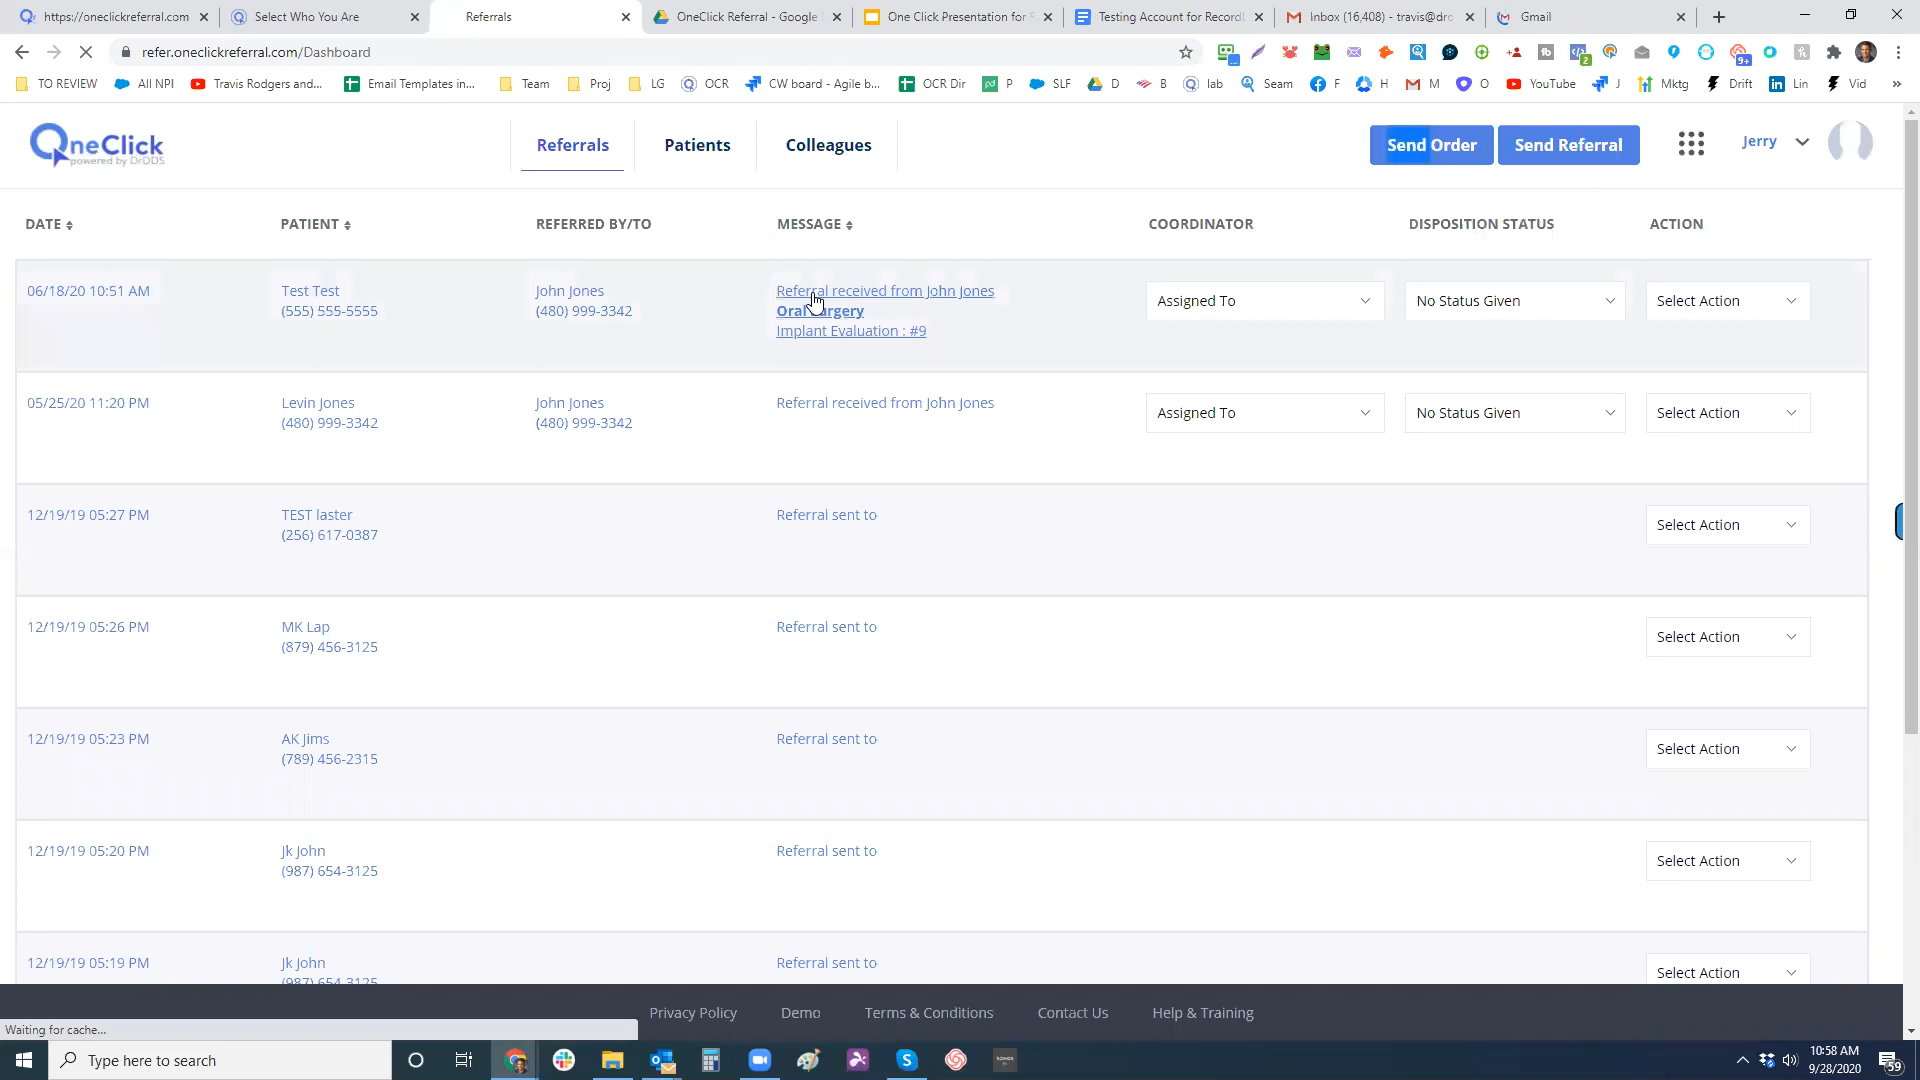 https://oneclickreferral.com
Select Who You Are
Referrals
OneClick Referral - Google
One Click Presentation for
Testing Account for Record
Inbox (16,408) - travis@drc
Gmail
refer.oneclickreferral.com/Dashboard
2
9+
TO REVIEW
All NPI
Travis Rodgers and...
Email Templates in...
Team
Proj
LG
OCR
CW board - Agile b...
OCR Dir
P
SLF
D
B
lab
Seam
F
H
M
O
YouTube
J
Mktg
Drift
Lin
Vid
»
OneClick
powered by DrDDS
Referrals
Patients
Colleagues
Send Order
Send Referral
Jerry
DATE
PATIENT
REFERRED BY/TO
MESSAGE
COORDINATOR
DISPOSITION STATUS
ACTION
06/18/20 10:51 AM
Test Test
(555) 555-5555
John Jones
(480) 999-3342
Referral received from John Jones
Oral Surgery
Implant Evaluation : #9
Assigned To
No Status Given
Select Action
05/25/20 11:20 PM
Levin Jones
(480) 999-3342
John Jones
(480) 999-3342
Referral received from John Jones
Assigned To
No Status Given
Select Action
12/19/19 05:27 PM
TEST laster
(256) 617-0387
Referral sent to
Select Action
12/19/19 05:26 PM
MK Lap
(879) 456-3125
Referral sent to
Select Action
12/19/19 05:23 PM
AK Jims
(789) 456-2315
Referral sent to
Select Action
12/19/19 05:20 PM
Jk John
(987) 654-3125
Referral sent to
Select Action
12/19/19 05:19 PM
Jk John
(987) 654-3125
Referral sent to
Select Action
Privacy Policy
Demo
Terms & Conditions
Contact Us
Help & Training
Waiting for cache...
Type here to search
10:58 AM
9/28/2020
59